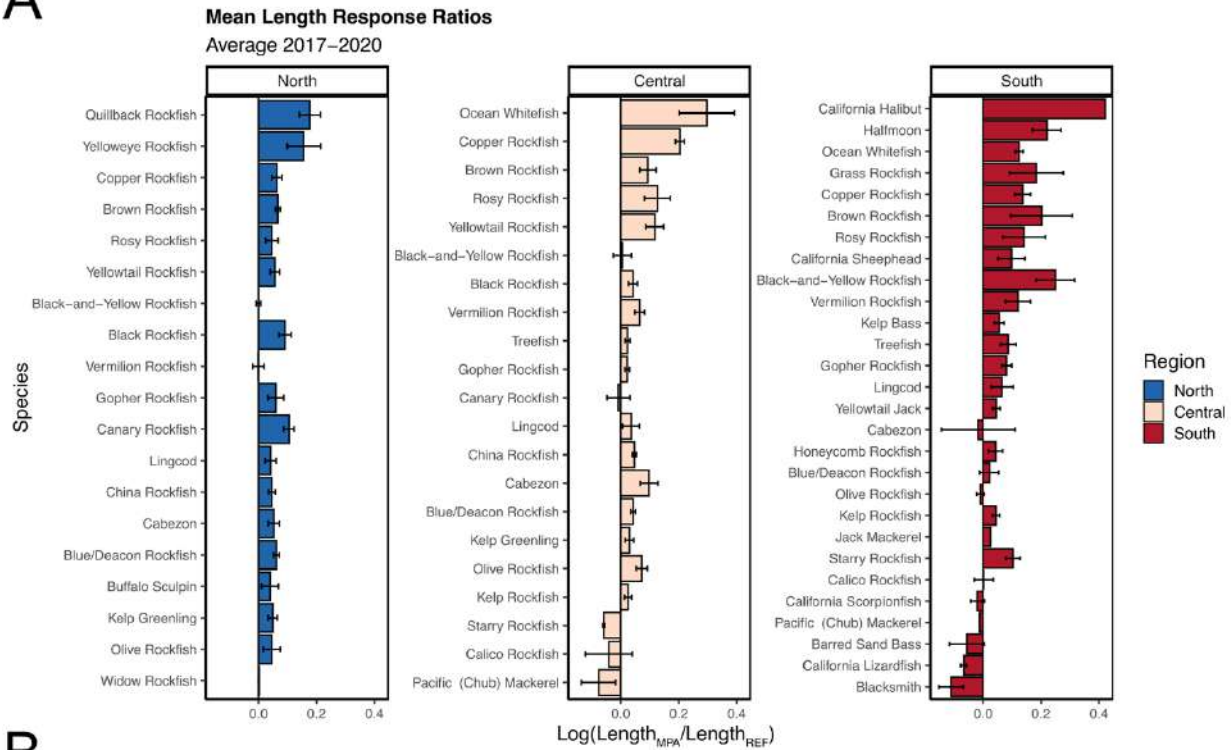 A
Mean Length Response Ratios
Average 2017−2020
North
Central
South
Species
Quillback Rockfish
Yelloweye Rockfish
Copper Rockfish
Brown Rockfish
Rosy Rockfish
Yellowtail Rockfish
Black−and−Yellow Rockfish
Black Rockfish
Vermilion Rockfish
Gopher Rockfish
Canary Rockfish
Lingcod
China Rockfish
Cabezon
Blue/Deacon Rockfish
Buffalo Sculpin
Kelp Greenling
Olive Rockfish
Widow Rockfish
0.0 0.2 0.4
Ocean Whitefish
Copper Rockfish
Brown Rockfish
Rosy Rockfish
Yellowtail Rockfish
Black−and−Yellow Rockfish
Black Rockfish
Vermilion Rockfish
Treefish
Gopher Rockfish
Canary Rockfish
Lingcod
China Rockfish
Cabezon
Blue/Deacon Rockfish
Kelp Greenling
Olive Rockfish
Kelp Rockfish
Starry Rockfish
Calico Rockfish
Pacific (Chub) Mackerel
0.0 0.2 0.4
California Halibut
Halfmoon
Ocean Whitefish
Grass Rockfish
Copper Rockfish
Brown Rockfish
Rosy Rockfish
California Sheephead
Black−and−Yellow Rockfish
Vermilion Rockfish
Kelp Bass
Treefish
Gopher Rockfish
Lingcod
Yellowtail Jack
Cabezon
Honeycomb Rockfish
Blue/Deacon Rockfish
Olive Rockfish
Kelp Rockfish
Jack Mackerel
Starry Rockfish
Calico Rockfish
California Scorpionfish
Pacific (Chub) Mackerel
Barred Sand Bass
California Lizardfish
Blacksmith
0.0 0.2 0.4
Log(Length_MPA/Length_REF)
Region
North
Central
South
B